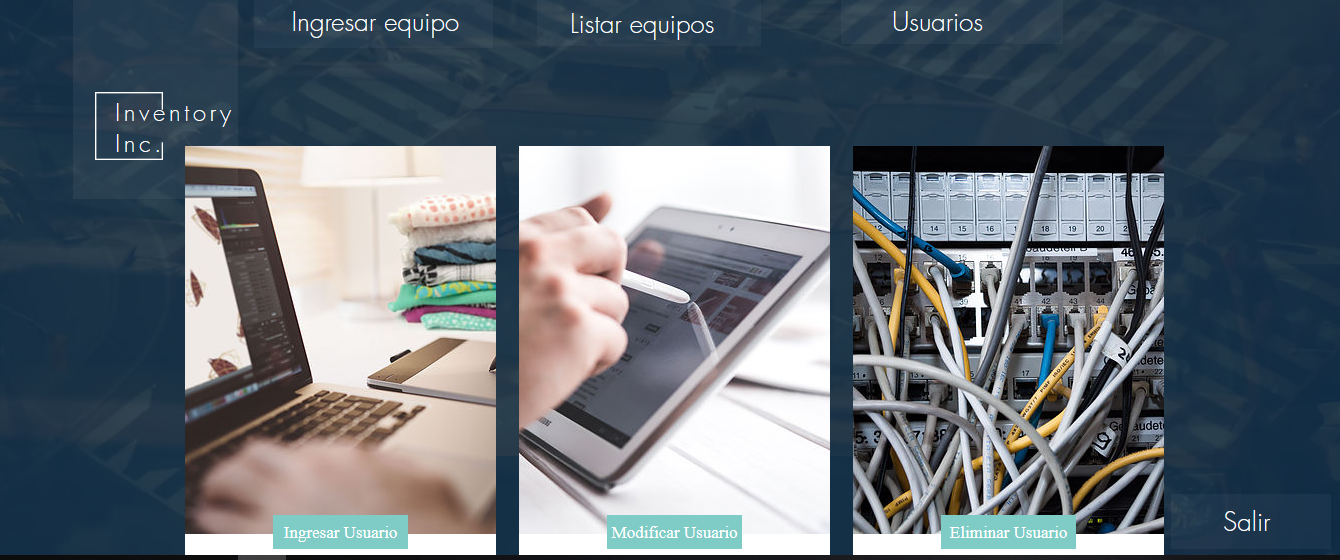 Ingresar equipo
Listar equipos
Usuarios
Inventory
Inc.
Ingresar Usuario
Modificar Usuario
Eliminar Usuario
Salir